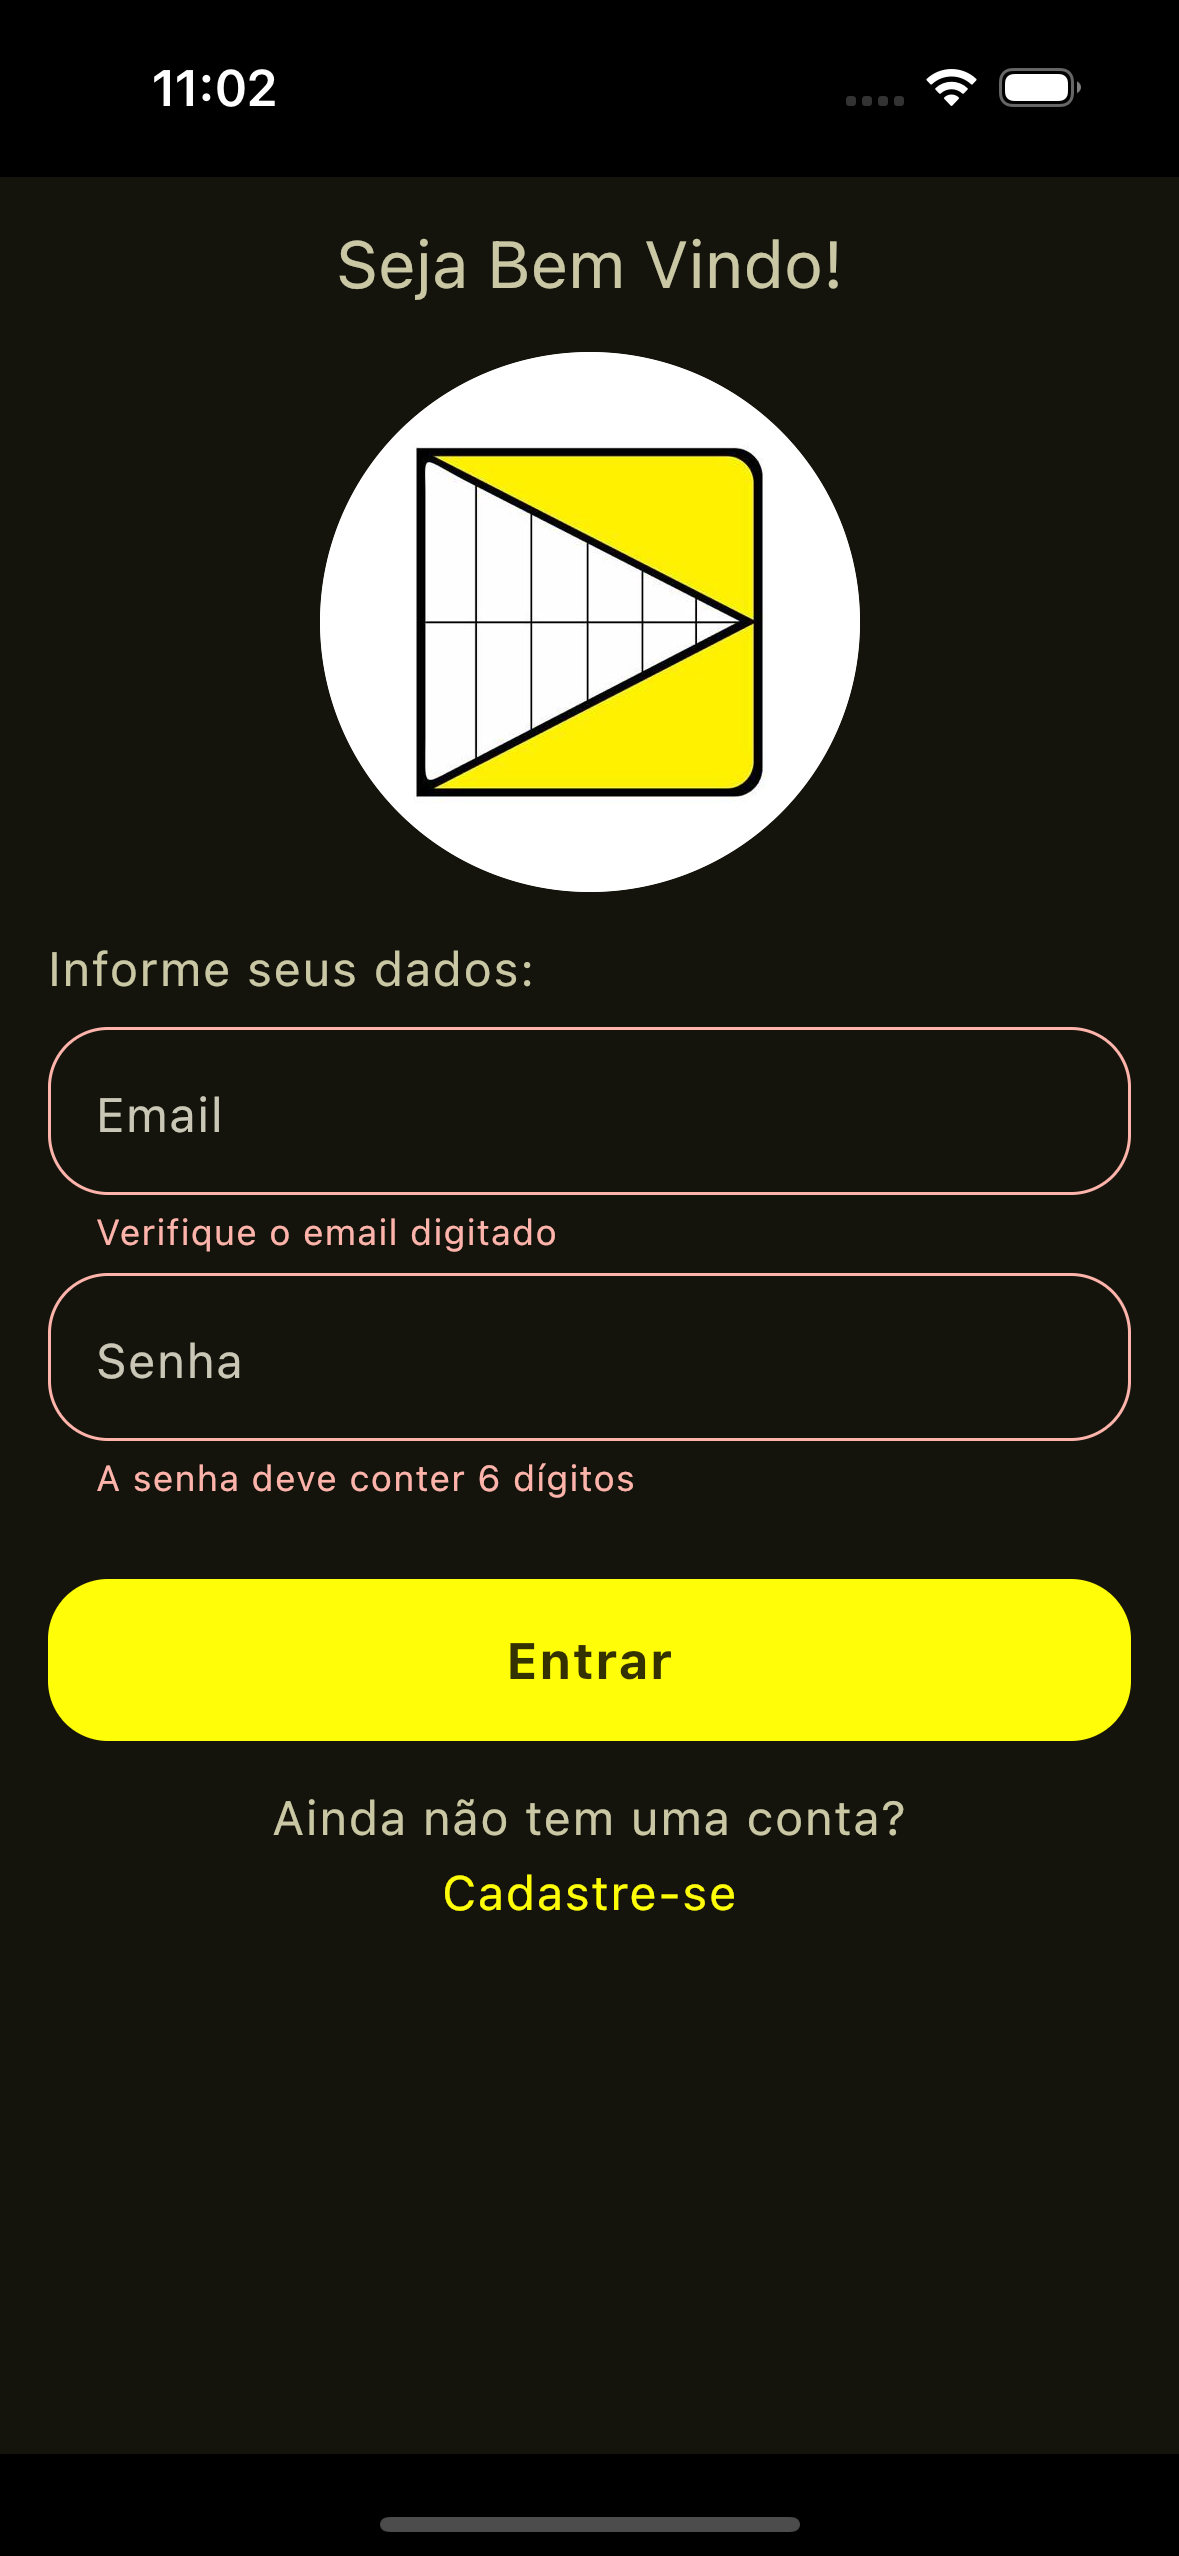 11:02
Seja Bem Vindo!
Informe seus dados:
Email
Verifique o email digitado
Senha
A senha deve conter 6 dígitos
Entrar
Ainda não tem uma conta?
Cadastre-se